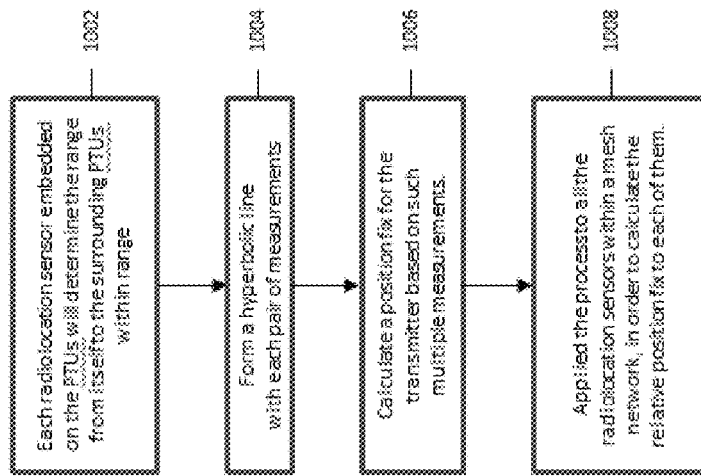 Each radiolocation sensor embedded
on the PTUs will determine the range
from itself to the surrounding PTUs
within range
1002
Form a hyperbolic line
with each pair of measurements
1004
Calculate a position fix for the
transmitter based on such
multiple measurements.
1006
Applied the process to all the
radiolocation sensors within a mesh
network, in order to calculate the
relative position fix to each of them.
1008